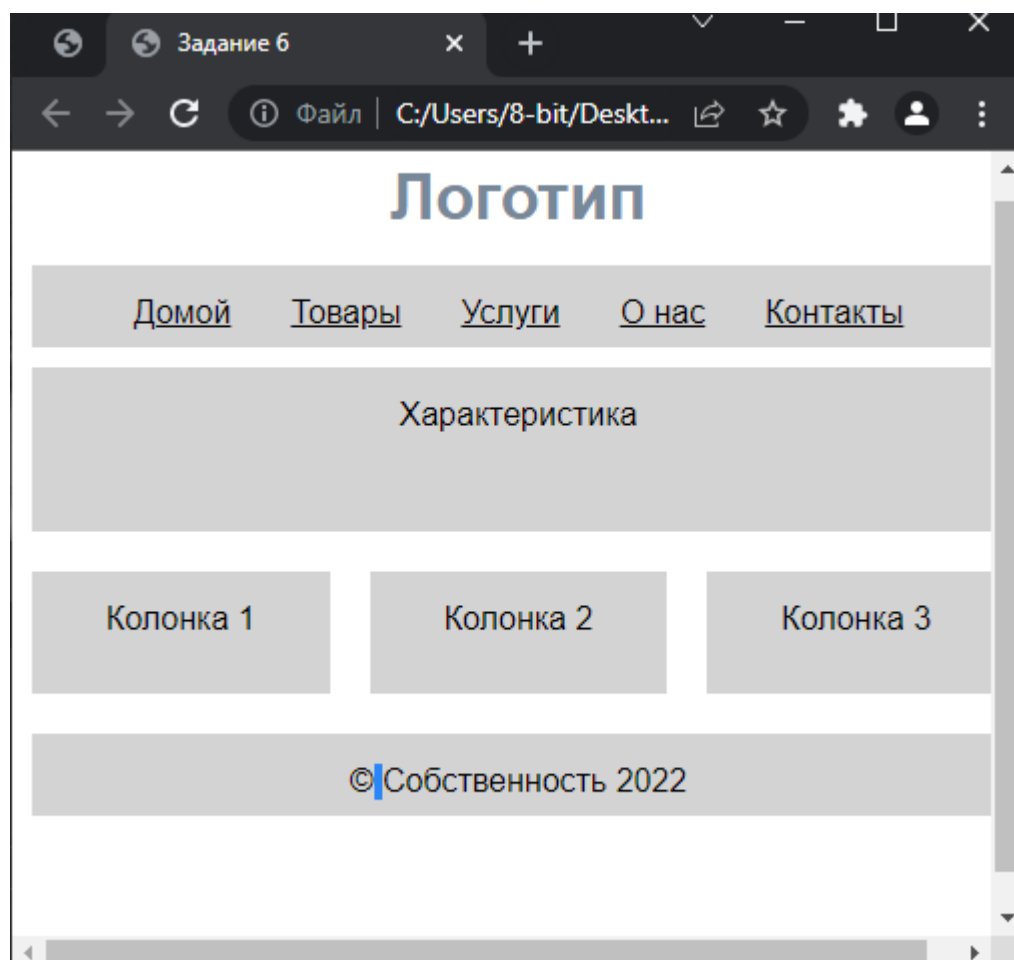 Задание 6
Файл C:/Users/8-bit/Deskt...
Логотип
Домой Товары Услуги О нас Контакты
Характеристика
Колонка 1 Колонка 2 Колонка 3
© Собственность 2022